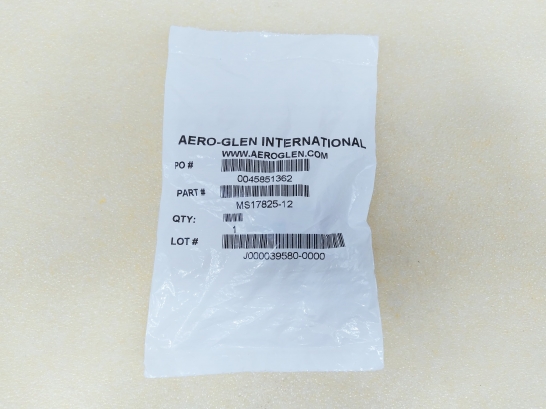 AERO-GLEN INTERNATIONAL
WWW.AEROGLEN.COM
PO #
0045851362
PART #
MS17825-12
QTY:
1
LOT #
J000039580-0000